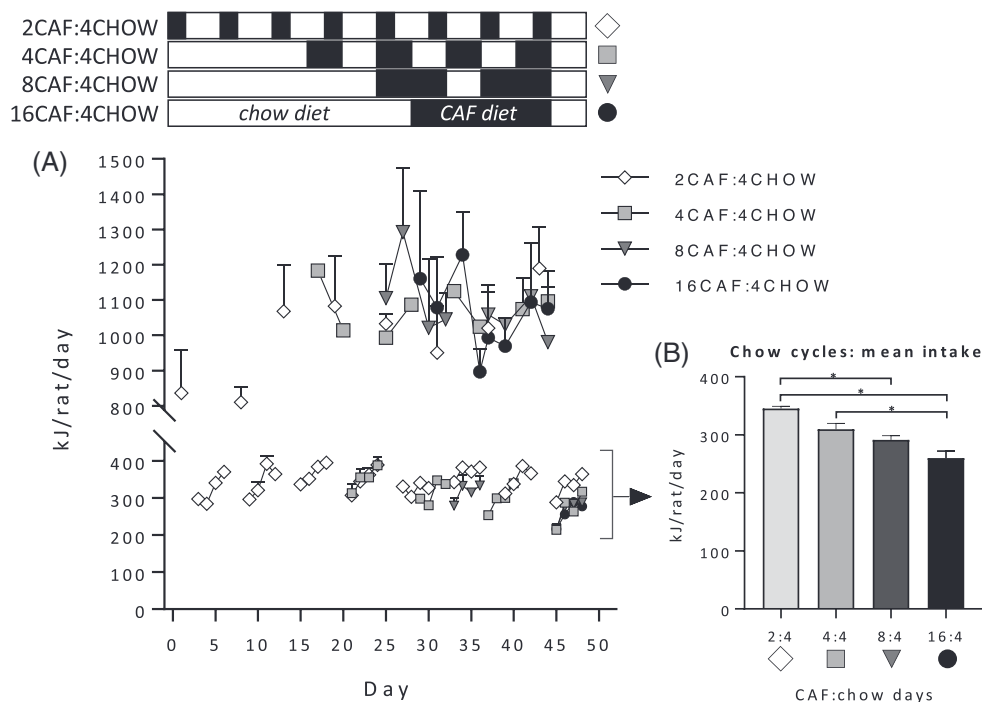 2CAF:4CHOW
4CAF:4CHOW
8CAF:4CHOW
16CAF:4CHOW chow diet CAF diet
(A)
1500
1400
1300
1200
1100
1000
900
800
400
300
200
100
0
kJ/rat/day
0 5 10 15 20 25 30 35 40 45 50
Day
2CAF:4CHOW
4CAF:4CHOW
8CAF:4CHOW
16CAF:4CHOW
(B)
Chow cycles: mean intake
400
300
200
100
0
kJ/rat/day
*
*
*
2:4 4:4 8:4 16:4
CAF:chow days